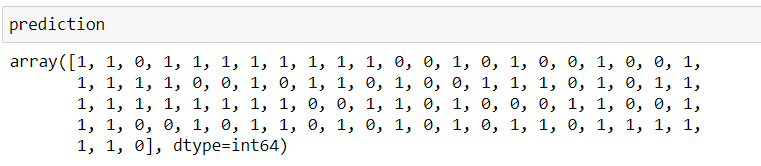 prediction
array([1, 1, 0, 1, 1, 1, 1, 1, 1, 1, 1, 0, 0, 1, 0, 1, 0, 0, 1, 0, 0, 1,
1, 1, 1, 1, 0, 0, 1, 0, 1, 1, 0, 1, 0, 0, 1, 1, 1, 0, 1, 0, 1, 1,
1, 1, 1, 1, 1, 1, 1, 1, 0, 0, 1, 1, 0, 1, 0, 0, 0, 1, 1, 0, 0, 1,
1, 1, 0, 0, 1, 0, 1, 1, 0, 1, 0, 1, 0, 1, 0, 1, 1, 0, 1, 1, 1, 1,
1, 1, 0], dtype=int64)